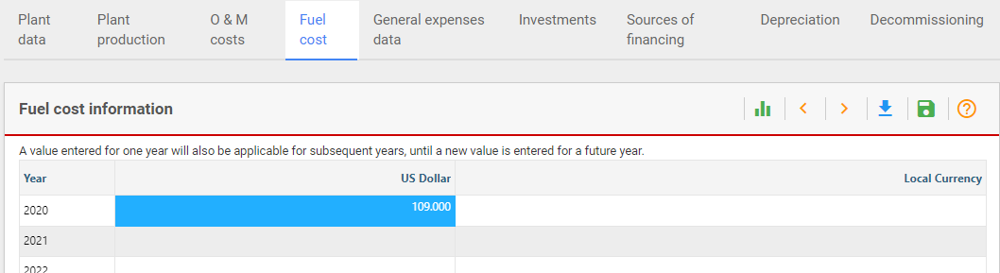 Plant data
Plant production
O & M costs
Fuel cost
General expenses data
Investments
Sources of financing
Depreciation
Decommissioning
Fuel cost information
A value entered for one year will also be applicable for subsequent years, until a new value is entered for a future year.
Year US Dollar Local Currency
2020 109.000
2021
2022